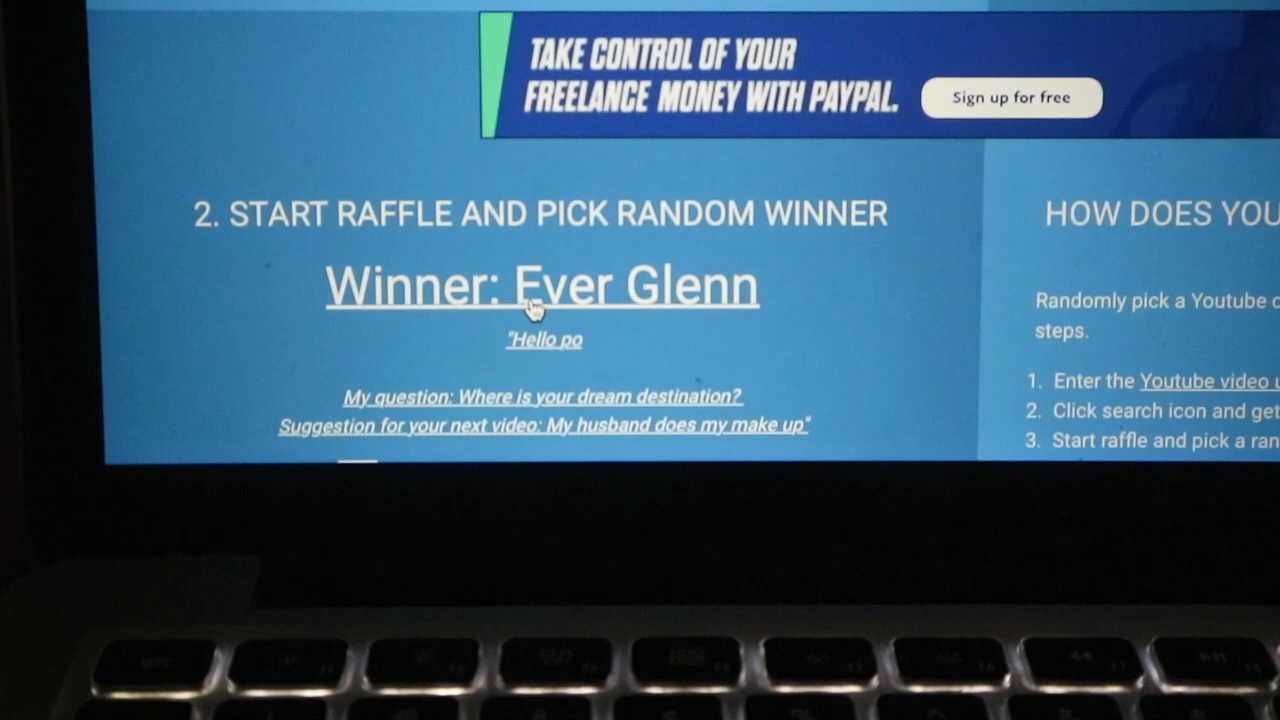 TAKE CONTROL OF YOUR
FREELANCE MONEY WITH PAYPAL.
Sign up for free
2. START RAFFLE AND PICK RANDOM WINNER
Winner: Ever Glenn
"Hello po
My question: Where is your dream destination?
Suggestion for your next video: My husband does my make up"
HOW DOES YOU
Randomly pick a Youtube
steps.
1. Enter the Youtube video
2. Click search icon and get
3. Start raffle and pick a ran
esc